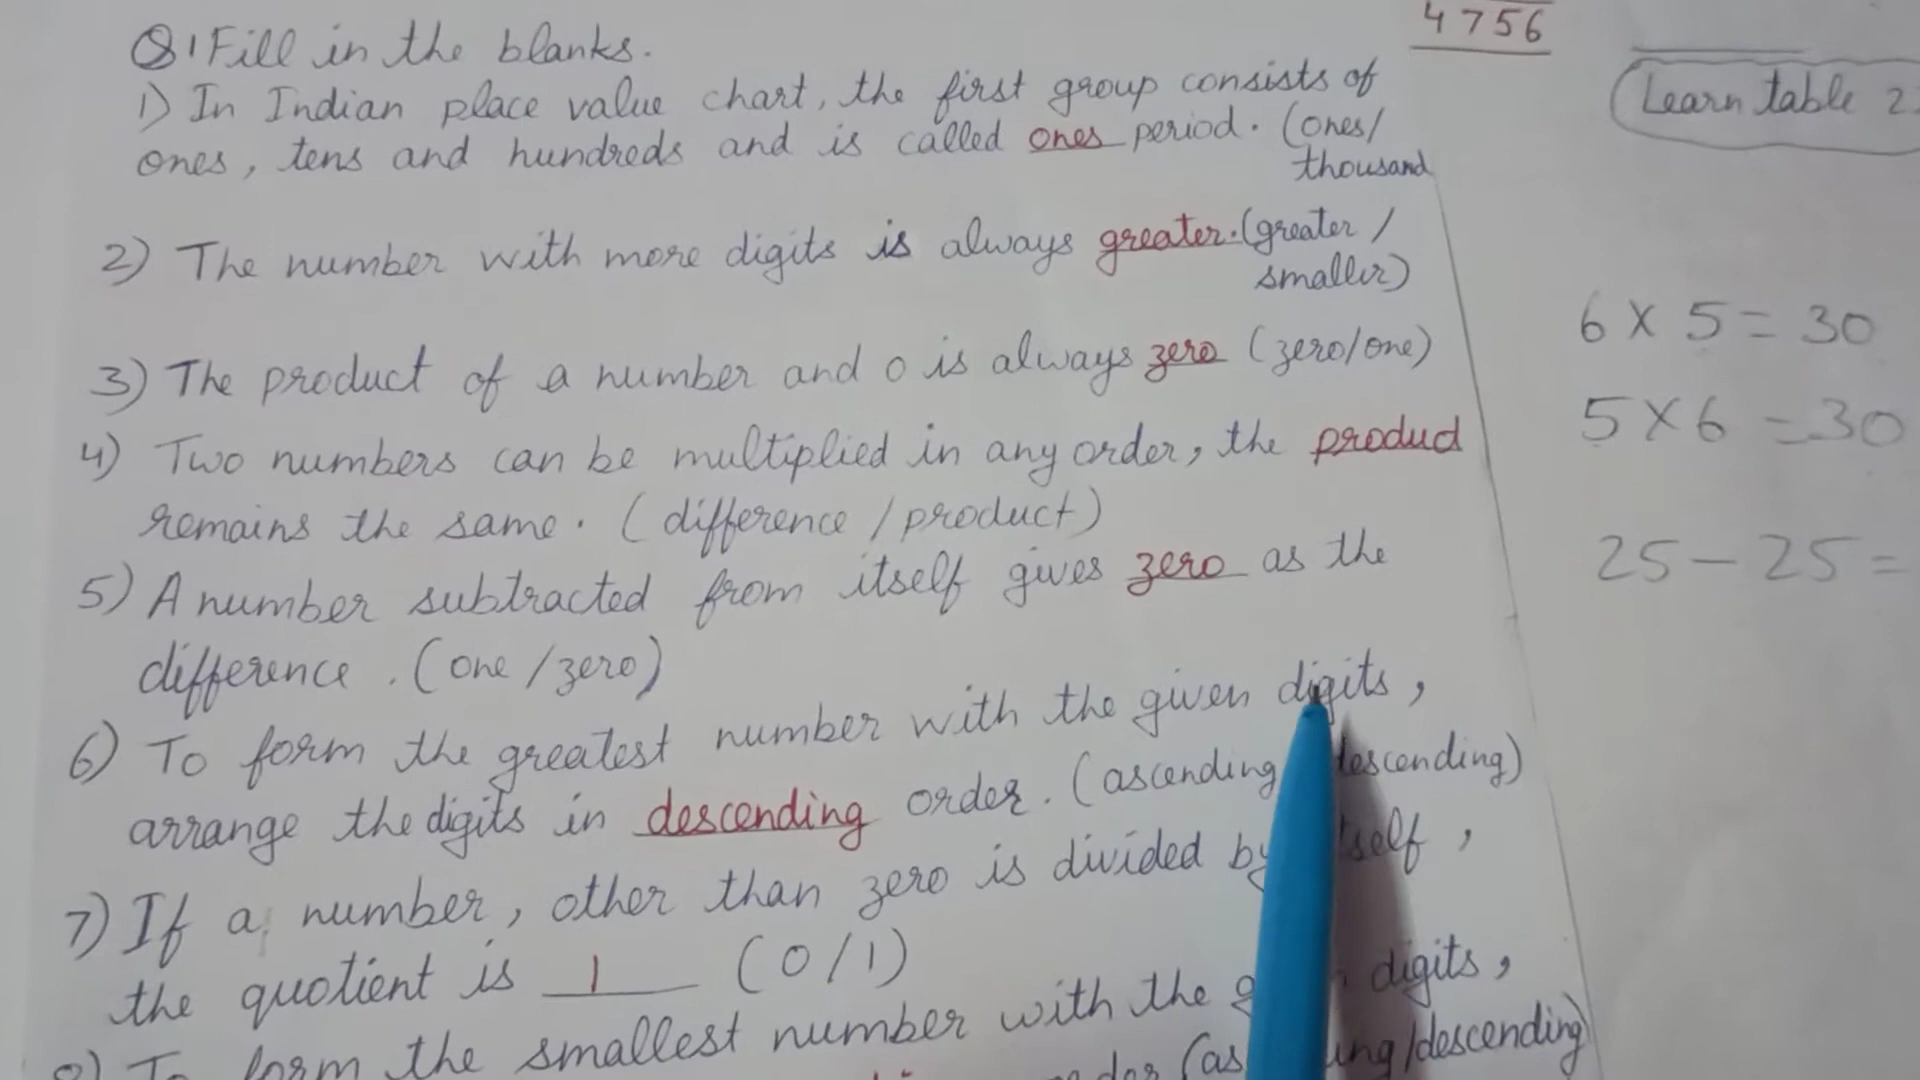 4756
Q1 Fill in the blanks.
Learn table 2
1) In Indian place value chart, the first group consists of
ones, tens and hundreds and is called ones period. (ones/
thousand
2) The number with more digits is always greater. (greater /
smaller)
6 X 5 = 30
3) The product of a number and 0 is always zero (zero/one)
5 X 6 = 30
4) Two numbers can be multiplied in any order, the product
remains the same. (difference / product)
25 - 25 =
5) A number subtracted from itself gives zero as the
difference. (one / zero)
6) To form the greatest number with the given digits,
arrange the digits in descending order. (ascending descending)
7) If a number, other than zero is divided by itself,
the quotient is 1 (0/1)
8) To form the smallest number with the digits,
order (as ing/descending)